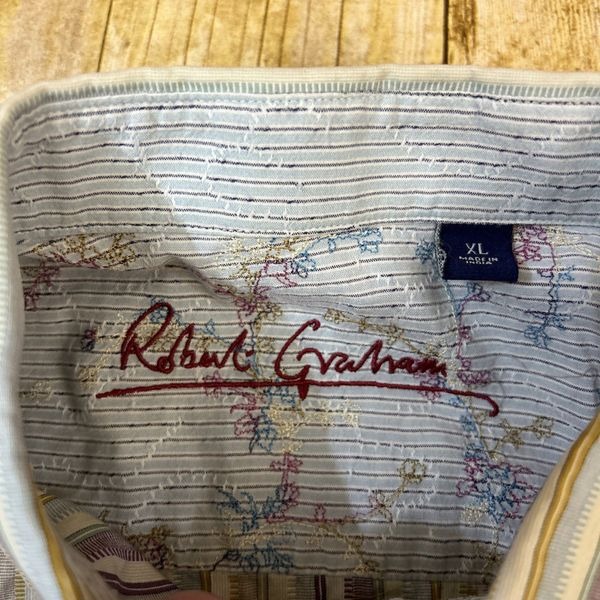 XL
MADE IN
INDIA
Robert Graham